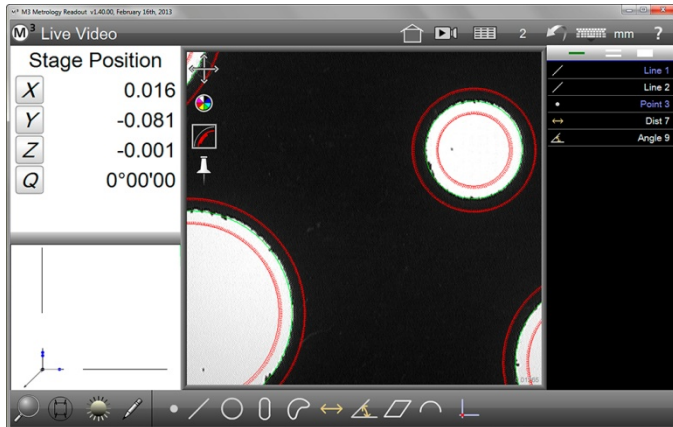 M³ M3 Metrology Readout v1.40.00, February 16th, 2013
M³ Live Video
2
mm
?
Stage Position
X 0.016
Y -0.081
Z -0.001
Q 0°00'00
Line 1
Line 2
Point 3
Dist 7
Angle 9